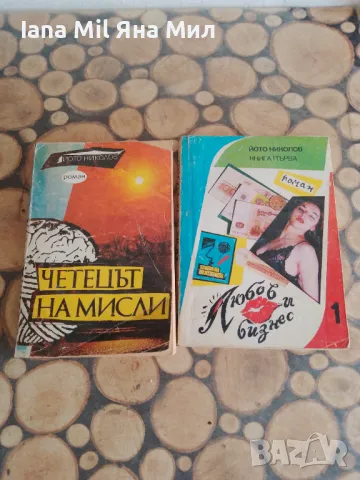 Iana Mil Яна Мил
ЙОТО НИКОЛОВ
роман
ЧЕТЕЦЪТ
НА МИСЛИ
ЙОТО НИКОЛОВ
КНИГА ПЪРВА
роман
Любов
и
бизнес
1
BAZAR